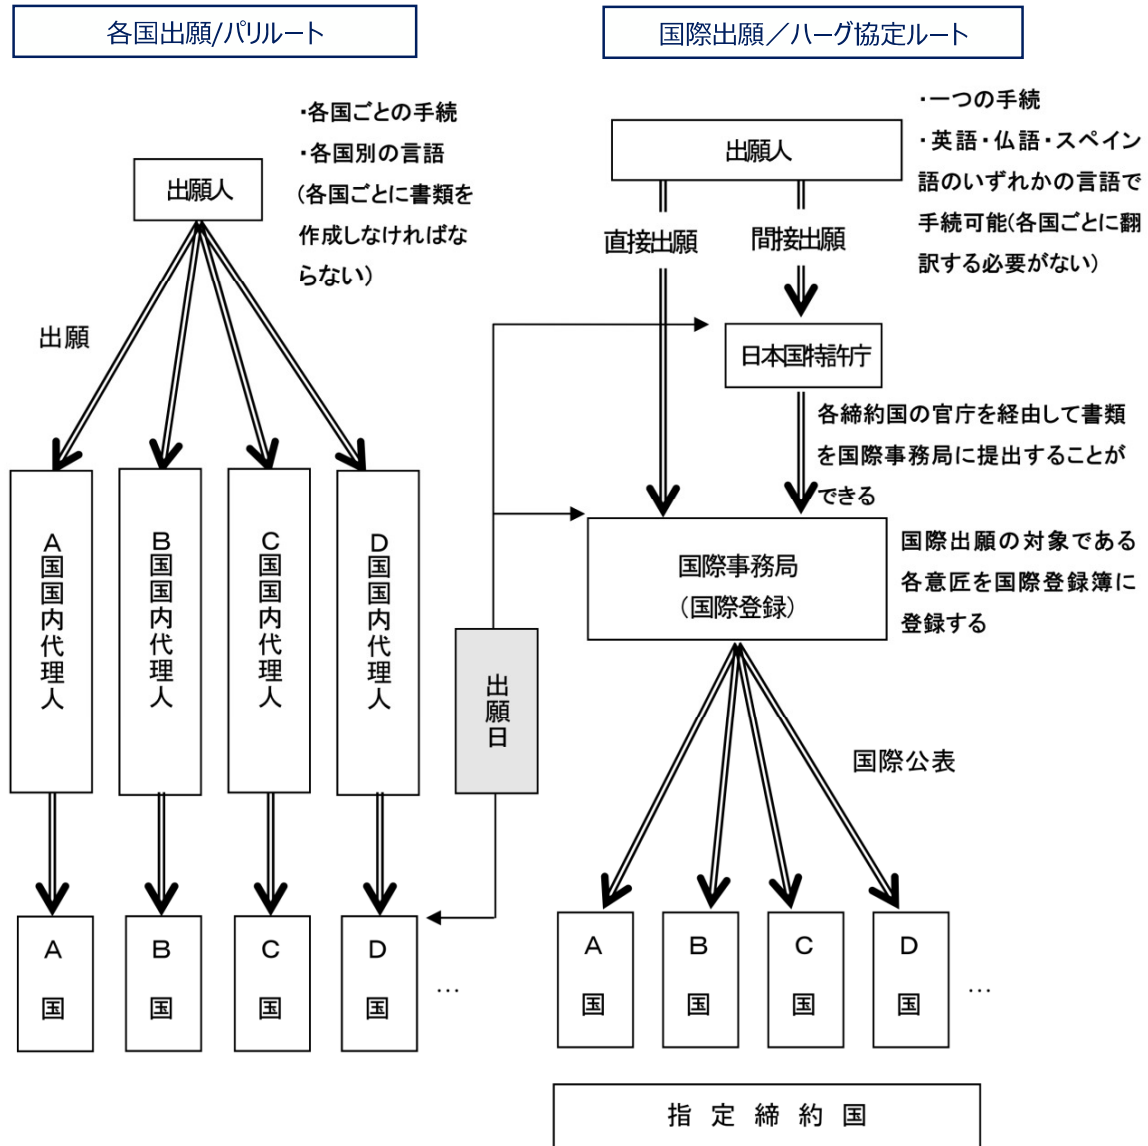 各国出願/パリルート
・各国ごとの手続
・各国別の言語
(各国ごとに書類を
作成しなければな
らない)
出願人
出願
A国国内代理人
B国国内代理人
C国国内代理人
D国国内代理人
A国
B国
C国
D国
…
出願日
国際出願／ハーグ協定ルート
・一つの手続
・英語・仏語・スペイン
語のいずれかの言語で
手続可能(各国ごとに翻
訳する必要がない)
出願人
直接出願
間接出願
日本国特許庁
各締約国の官庁を経由して書類
を国際事務局に提出することが
できる
国際事務局
(国際登録)
国際出願の対象である
各意匠を国際登録簿に
登録する
国際公表
A国
B国
C国
D国
…
指定締約国